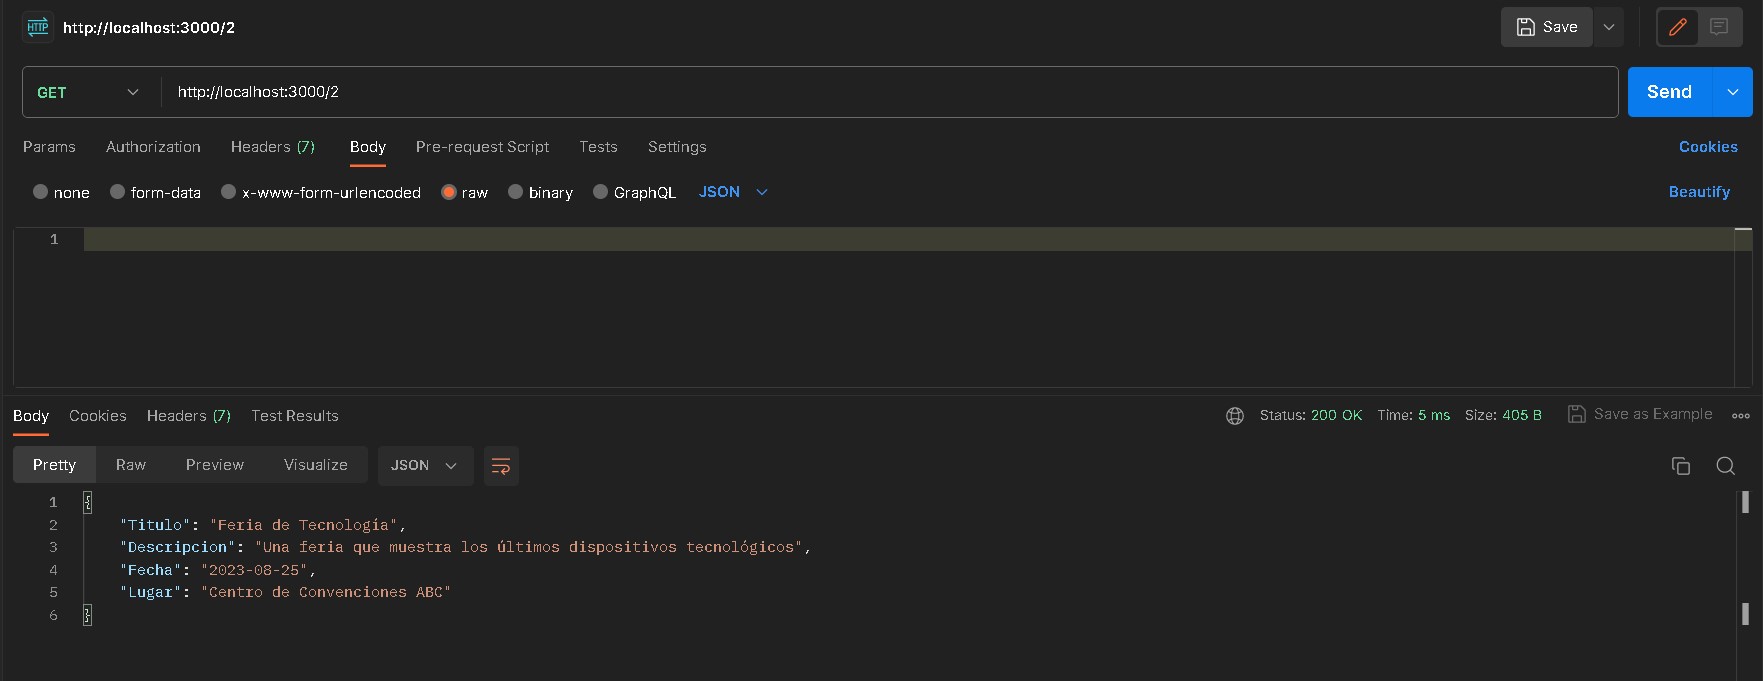 HTTP http://localhost:3000/2 Save
GET http://localhost:3000/2 Send
Params Authorization Headers (7) Body Pre-request Script Tests Settings Cookies
none form-data x-www-form-urlencoded raw binary GraphQL JSON Beautify
1
Body Cookies Headers (7) Test Results Status: 200 OK Time: 5 ms Size: 405 B Save as Example
Pretty Raw Preview Visualize JSON
1 {
2 "Titulo": "Feria de Tecnología",
3 "Descripcion": "Una feria que muestra los últimos dispositivos tecnológicos",
4 "Fecha": "2023-08-25",
5 "Lugar": "Centro de Convenciones ABC"
6 }